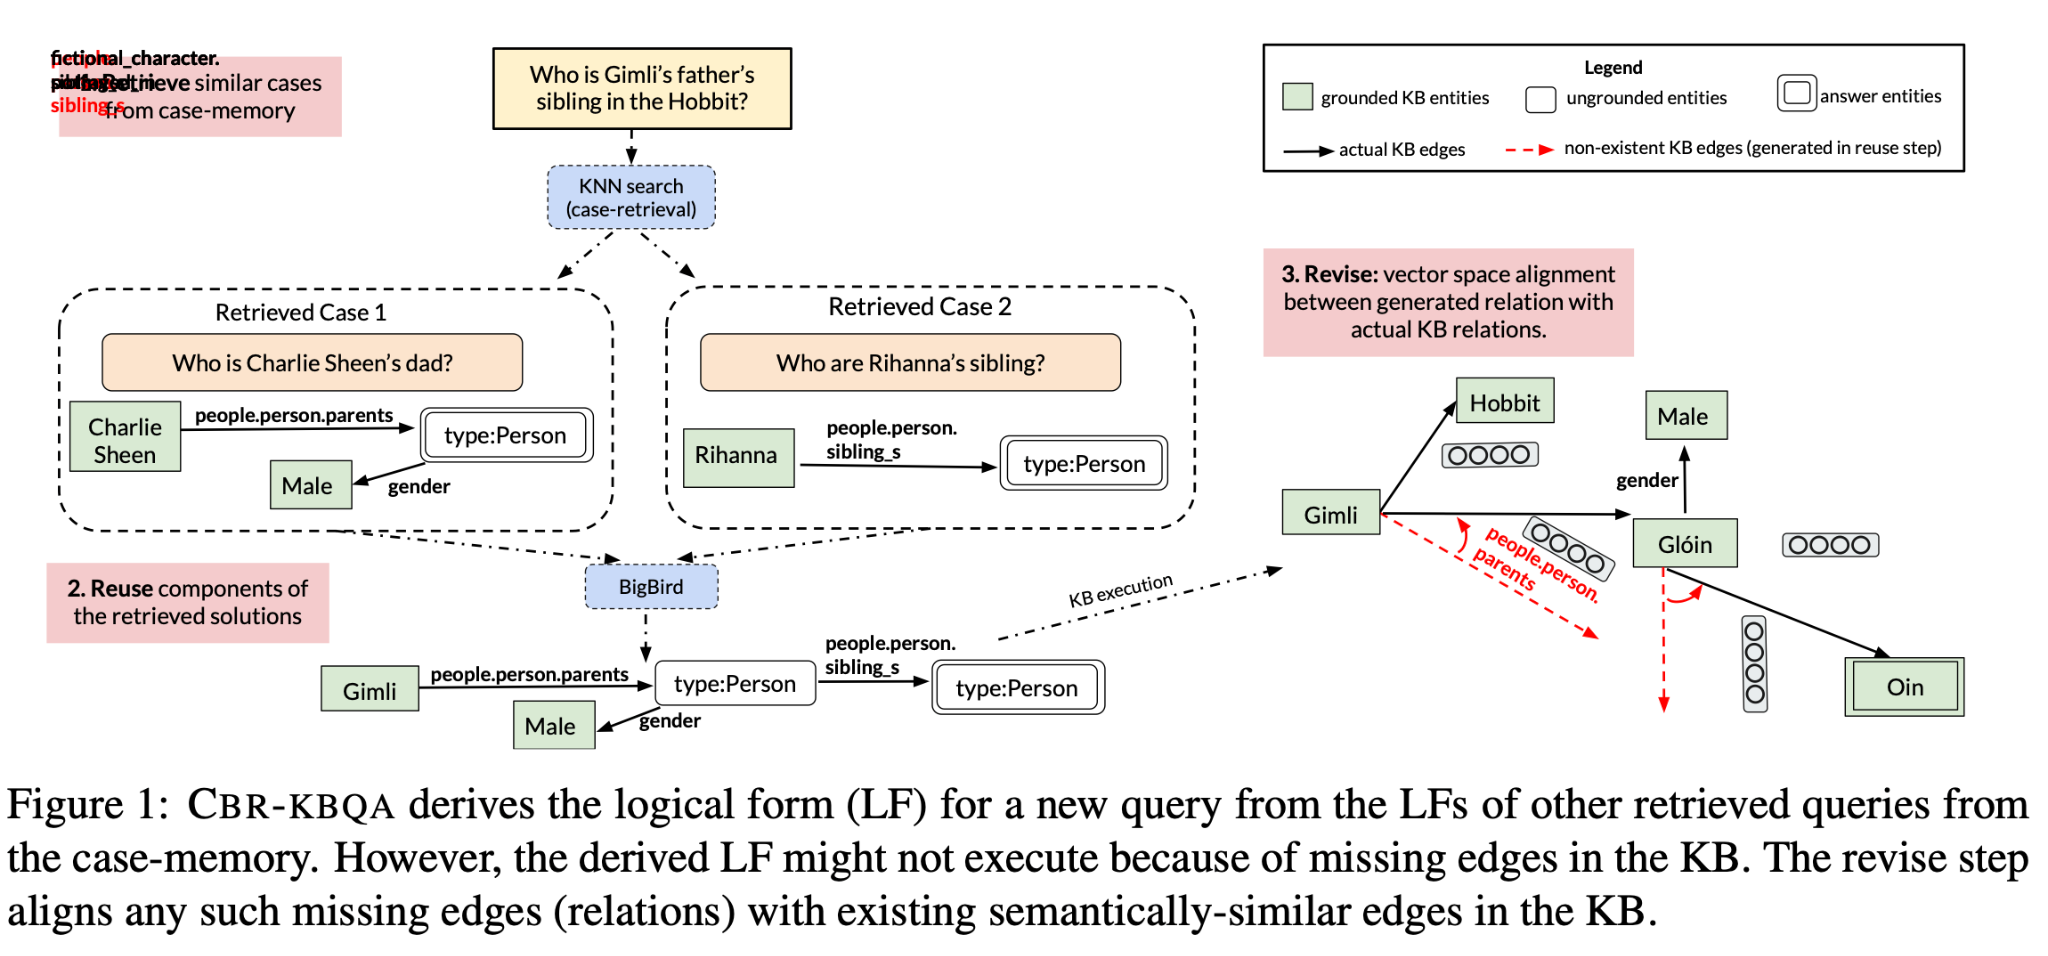 fictional_character.
sibling_s
similar cases
from case-memory
Who is Gimli's father's
sibling in the Hobbit?
KNN search
(case-retrieval)
Legend
grounded KB entities
ungrounded entities
answer entities
actual KB edges
non-existent KB edges (generated in reuse step)
Retrieved Case 1
Who is Charlie Sheen's dad?
Charlie
Sheen
people.person.parents
type:Person
Male
gender
Retrieved Case 2
Who are Rihanna's sibling?
Rihanna
people.person.
sibling_s
type:Person
2. Reuse components of
the retrieved solutions
BigBird
Gimli
people.person.parents
type:Person
people.person.
sibling_s
type:Person
Male
gender
KB execution
3. Revise: vector space alignment
between generated relation with
actual KB relations.
Hobbit
Male
gender
Gimli
people.person.
parents
Glóin
Oin
Figure 1: CBR-KBQA derives the logical form (LF) for a new query from the LFs of other retrieved queries from
the case-memory. However, the derived LF might not execute because of missing edges in the KB. The revise step
aligns any such missing edges (relations) with existing semantically-similar edges in the KB.